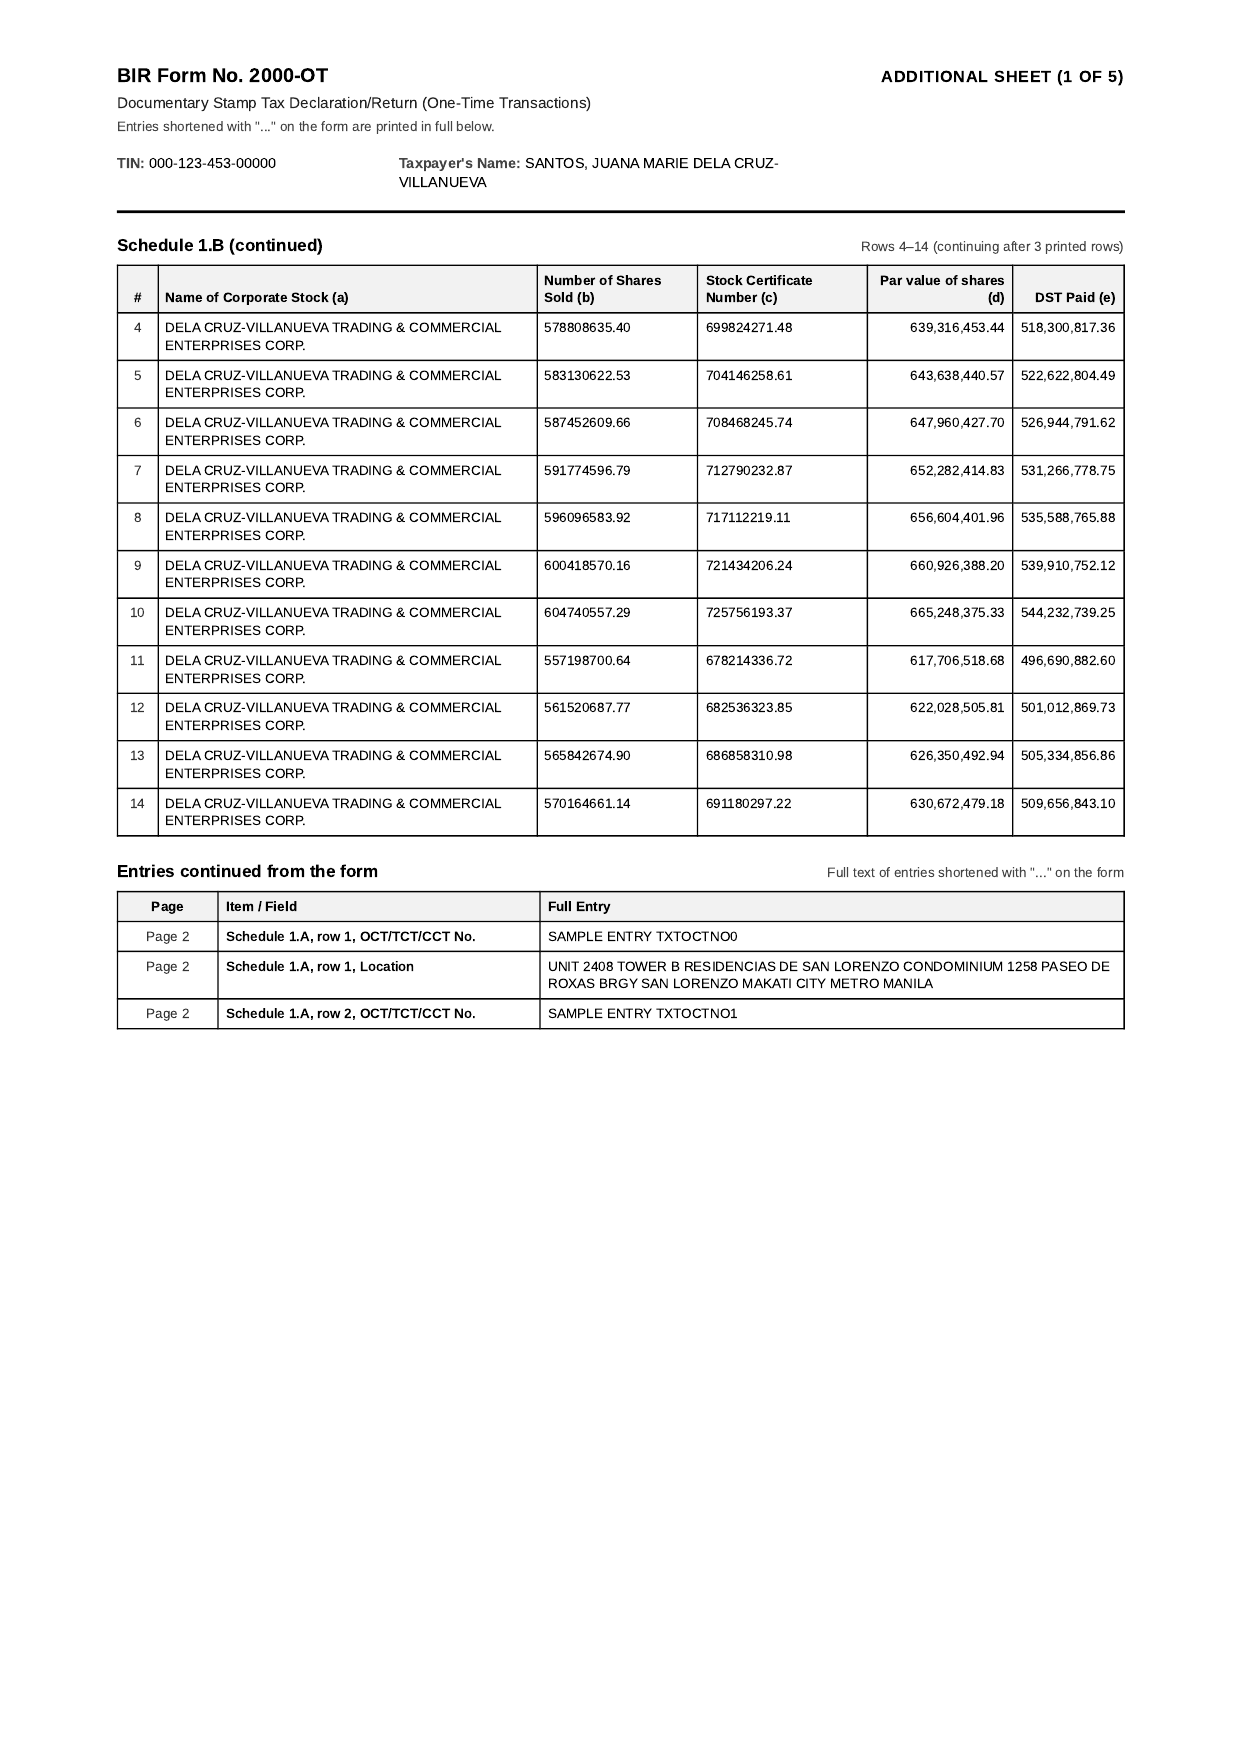 BIR Form No. 2000-OT
ADDITIONAL SHEET (1 OF 5)
Documentary Stamp Tax Declaration/Return (One-Time Transactions)
Entries shortened with "..." on the form are printed in full below.
TIN: 000-123-453-00000
Taxpayer's Name: SANTOS, JUANA MARIE DELA CRUZ-
VILLANUEVA
Schedule 1.B (continued)
Rows 4–14 (continuing after 3 printed rows)
# Name of Corporate Stock (a) Number of Shares Sold (b) Stock Certificate Number (c) Par value of shares (d) DST Paid (e)
4 DELA CRUZ-VILLANUEVA TRADING & COMMERCIAL ENTERPRISES CORP. 578808635.40 699824271.48 639,316,453.44 518,300,817.36
5 DELA CRUZ-VILLANUEVA TRADING & COMMERCIAL ENTERPRISES CORP. 583130622.53 704146258.61 643,638,440.57 522,622,804.49
6 DELA CRUZ-VILLANUEVA TRADING & COMMERCIAL ENTERPRISES CORP. 587452609.66 708468245.74 647,960,427.70 526,944,791.62
7 DELA CRUZ-VILLANUEVA TRADING & COMMERCIAL ENTERPRISES CORP. 591774596.79 712790232.87 652,282,414.83 531,266,778.75
8 DELA CRUZ-VILLANUEVA TRADING & COMMERCIAL ENTERPRISES CORP. 596096583.92 717112219.11 656,604,401.96 535,588,765.88
9 DELA CRUZ-VILLANUEVA TRADING & COMMERCIAL ENTERPRISES CORP. 600418570.16 721434206.24 660,926,388.20 539,910,752.12
10 DELA CRUZ-VILLANUEVA TRADING & COMMERCIAL ENTERPRISES CORP. 604740557.29 725756193.37 665,248,375.33 544,232,739.25
11 DELA CRUZ-VILLANUEVA TRADING & COMMERCIAL ENTERPRISES CORP. 557198700.64 678214336.72 617,706,518.68 496,690,882.60
12 DELA CRUZ-VILLANUEVA TRADING & COMMERCIAL ENTERPRISES CORP. 561520687.77 682536323.85 622,028,505.81 501,012,869.73
13 DELA CRUZ-VILLANUEVA TRADING & COMMERCIAL ENTERPRISES CORP. 565842674.90 686858310.98 626,350,492.94 505,334,856.86
14 DELA CRUZ-VILLANUEVA TRADING & COMMERCIAL ENTERPRISES CORP. 570164661.14 691180297.22 630,672,479.18 509,656,843.10
Entries continued from the form
Full text of entries shortened with "..." on the form
Page Item / Field Full Entry
Page 2 Schedule 1.A, row 1, OCT/TCT/CCT No. SAMPLE ENTRY TXTOCTNO0
Page 2 Schedule 1.A, row 1, Location UNIT 2408 TOWER B RESIDENCIAS DE SAN LORENZO CONDOMINIUM 1258 PASEO DE
ROXAS BRGY SAN LORENZO MAKATI CITY METRO MANILA
Page 2 Schedule 1.A, row 2, OCT/TCT/CCT No. SAMPLE ENTRY TXTOCTNO1